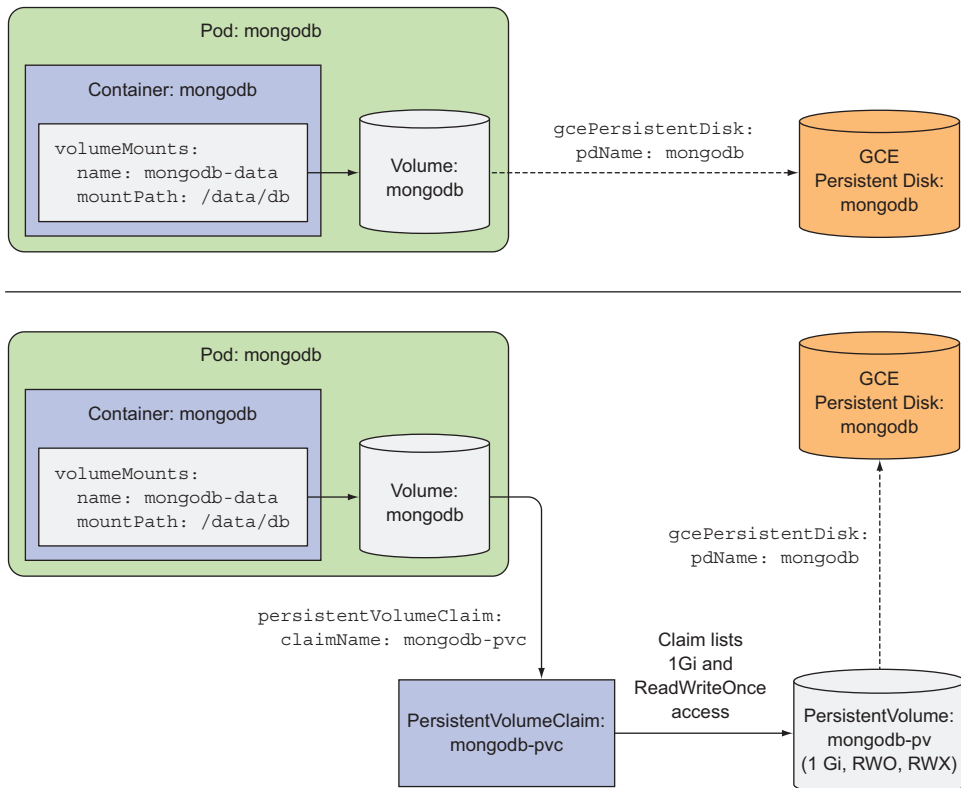 Pod: mongodb
Container: mongodb
volumeMounts:
name: mongodb-data
mountPath: /data/db
Volume:
mongodb
gcePersistentDisk:
pdName: mongodb
GCE
Persistent Disk:
mongodb
Pod: mongodb
Container: mongodb
volumeMounts:
name: mongodb-data
mountPath: /data/db
Volume:
mongodb
GCE
Persistent Disk:
mongodb
gcePersistentDisk:
pdName: mongodb
persistentVolumeClaim:
claimName: mongodb-pvc
PersistentVolumeClaim:
mongodb-pvc
Claim lists
1Gi and
ReadWriteOnce
access
PersistentVolume:
mongodb-pv
(1 Gi, RWO, RWX)